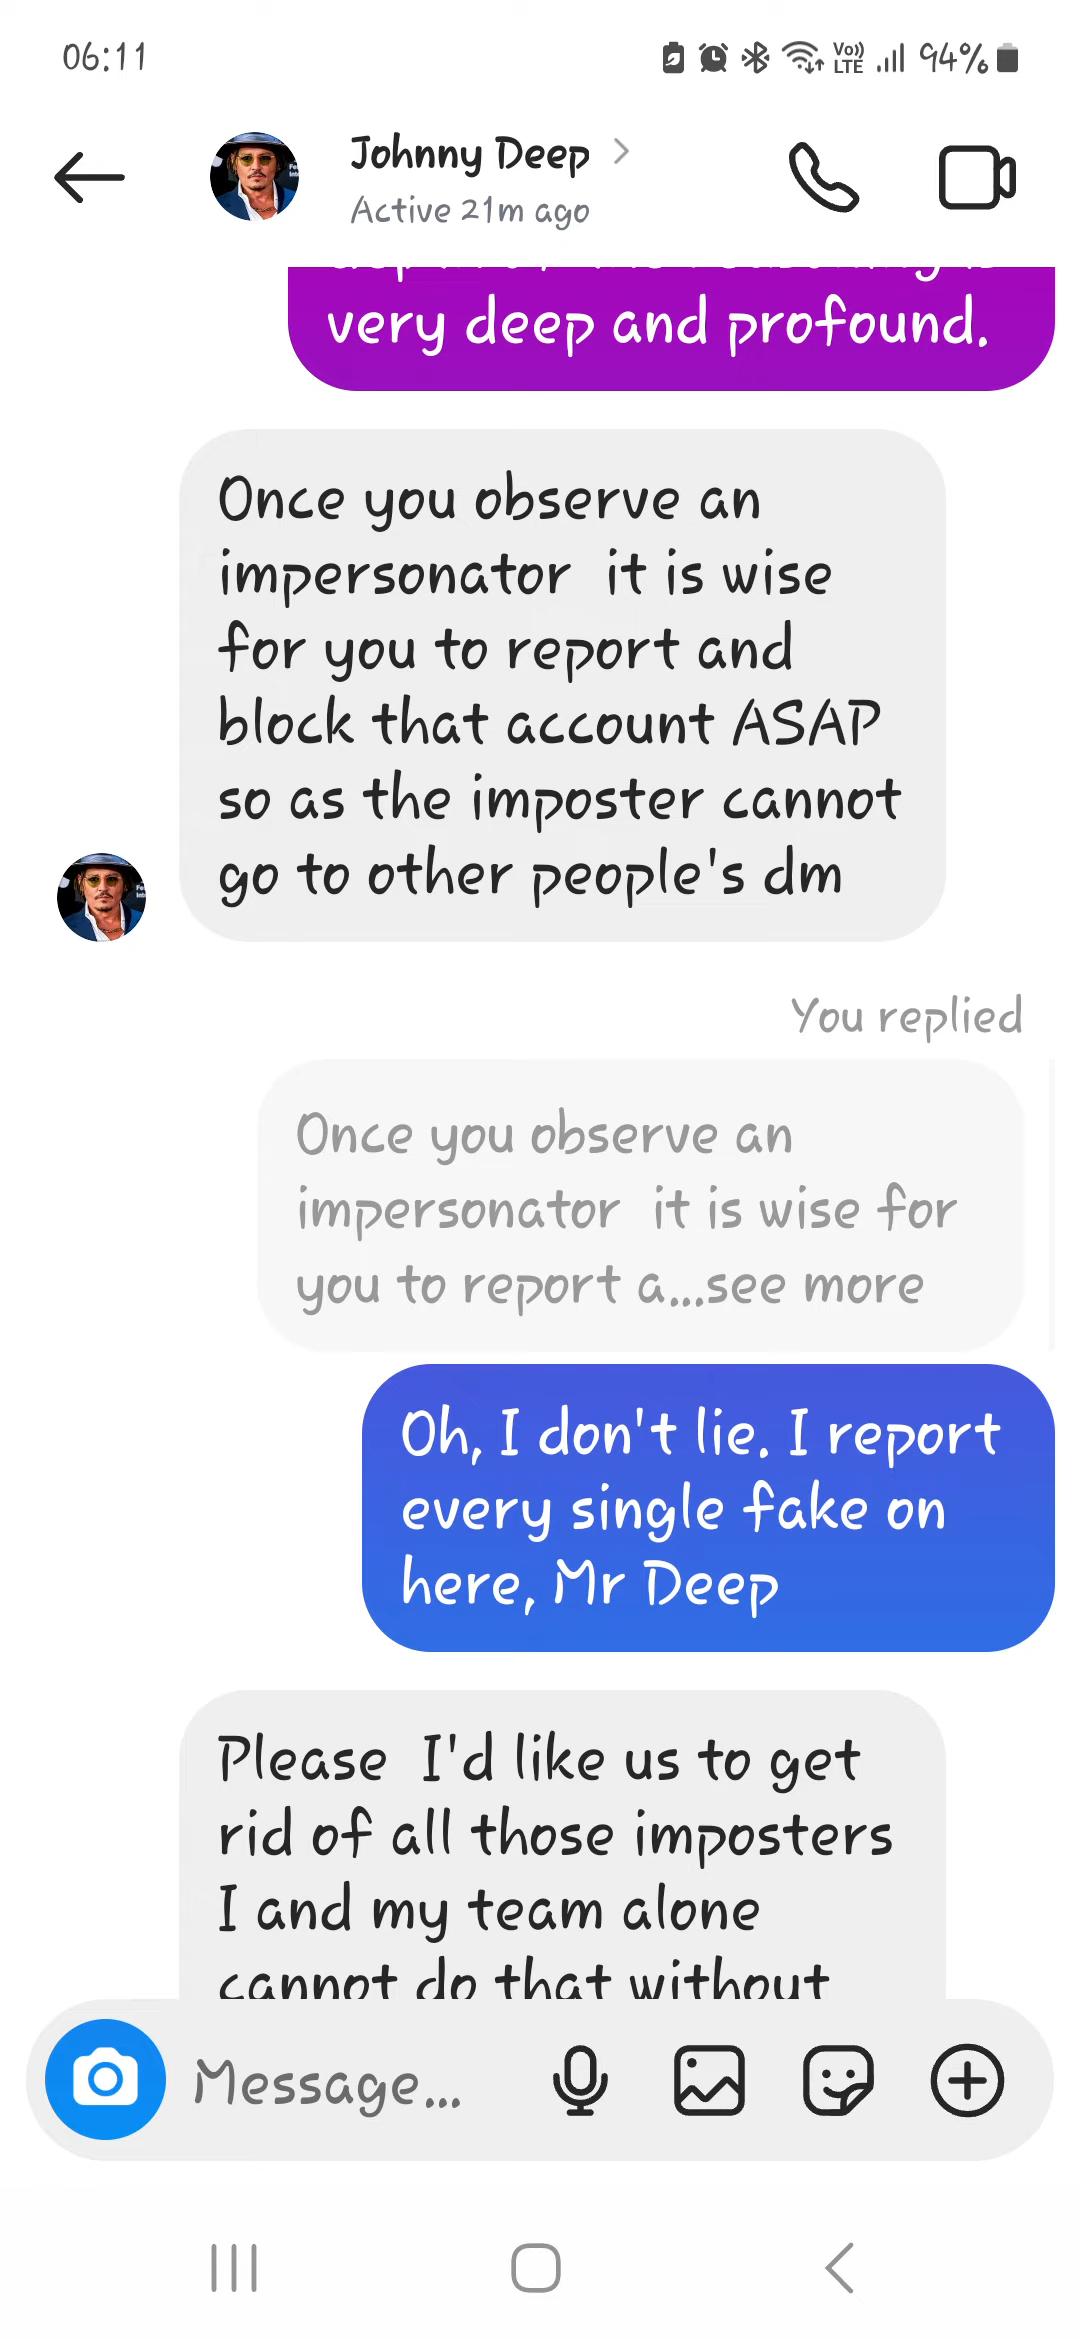 06:11
Vo)) LTE 94%
Johnny Deep
Active 21m ago
very deep and profound.
Once you observe an
impersonator  it is wise
for you to report and
block that account ASAP
so as the imposter cannot
go to other people's dm
You replied
Once you observe an
impersonator  it is wise for
you to report a...see more
Oh, I don't lie. I report
every single fake on
here, Mr Deep
Please  I'd like us to get
rid of all those imposters
I and my team alone
cannot do that without
Message...